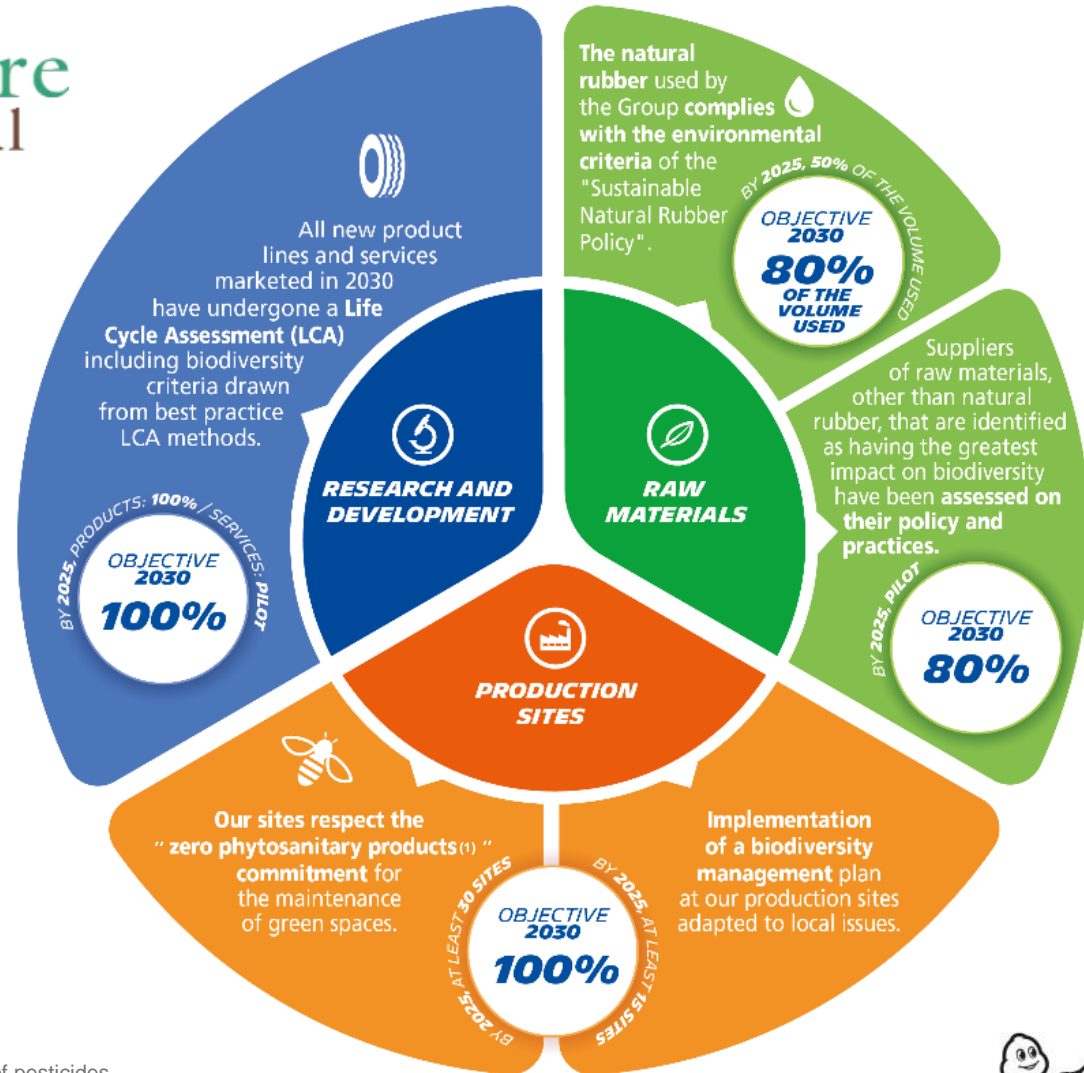 re
l
The natural
rubber used by
the Group complies
with the environmental
criteria of the
"Sustainable
Natural Rubber
Policy".
BY 2025, 50% OF THE VOLUME USED
OBJECTIVE
2030
80%
OF THE
VOLUME
USED
All new product
lines and services
marketed in 2030
have undergone a Life
Cycle Assessment (LCA)
including biodiversity
criteria drawn
from best practice
LCA methods.
BY 2025, PRODUCTS: 100% / SERVICES: PILOT
OBJECTIVE
2030
100%
RESEARCH AND
DEVELOPMENT
RAW
MATERIALS
Suppliers
of raw materials,
other than natural
rubber, that are identified
as having the greatest
impact on biodiversity
have been assessed on
their policy and
practices.
BY 2025, PILOT
OBJECTIVE
2030
80%
PRODUCTION
SITES
Our sites respect the
" zero phytosanitary products(1) "
commitment for
the maintenance
of green spaces.
BY 2025, AT LEAST 30 SITES
OBJECTIVE
2030
100%
BY 2025, AT LEAST 15 SITES
Implementation
of a biodiversity
management plan
at our production sites
adapted to local issues.
of pesticides